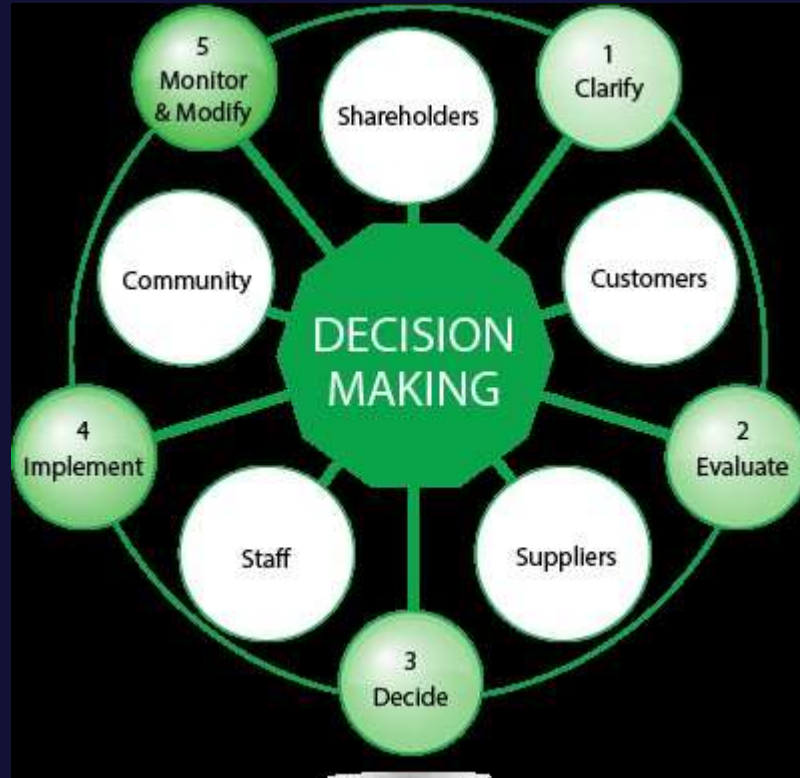 5
Monitor
& Modify
1
Clarify
Shareholders
Community
Customers
DECISION
MAKING
4
Implement
2
Evaluate
Staff
Suppliers
3
Decide